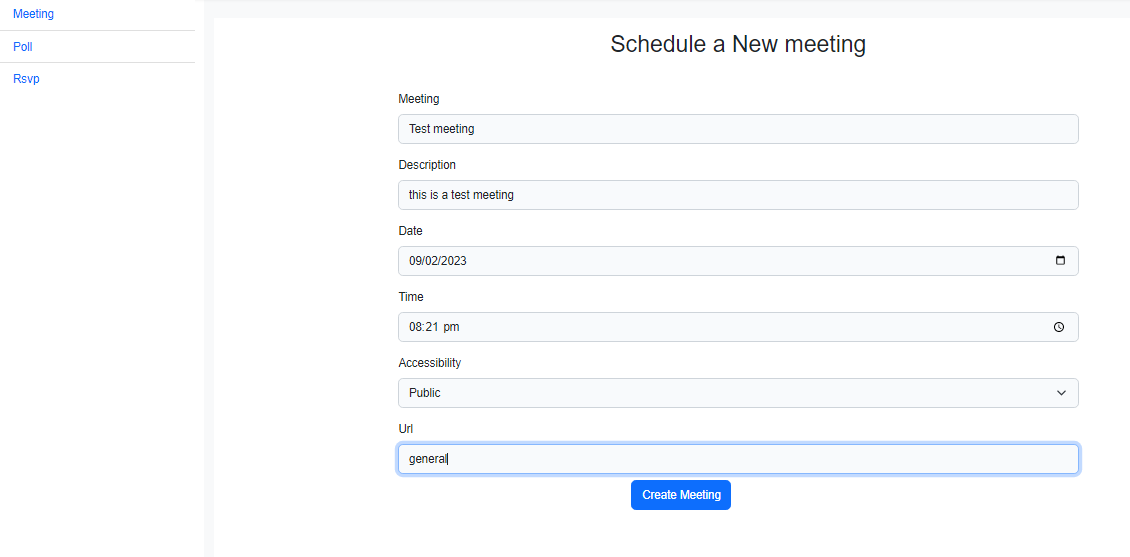 Meeting
Poll
Rsvp
Schedule a New meeting
Meeting
Test meeting
Description
this is a test meeting
Date
09/02/2023
Time
08:21 pm
Accessibility
Public
Url
general
Create Meeting